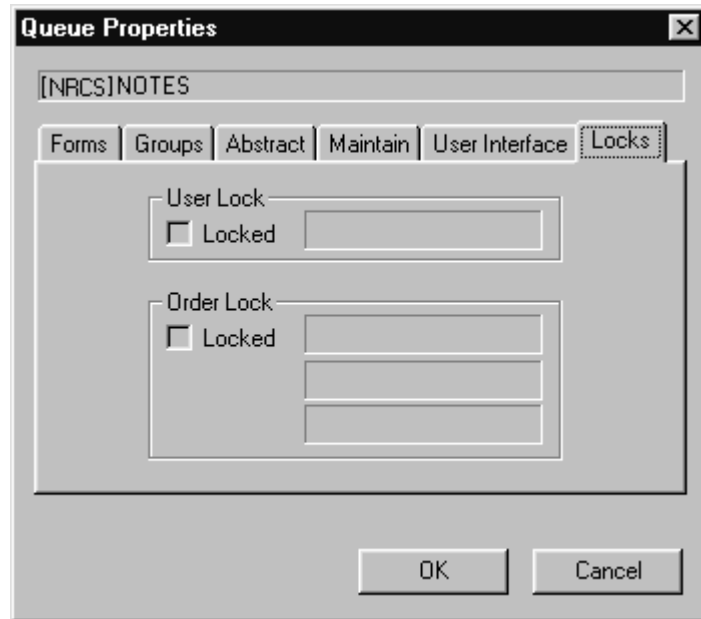 Queue Properties
[NRCS]NOTES
Forms Groups Abstract Maintain User Interface Locks
User Lock
Locked
Order Lock
Locked
OK Cancel